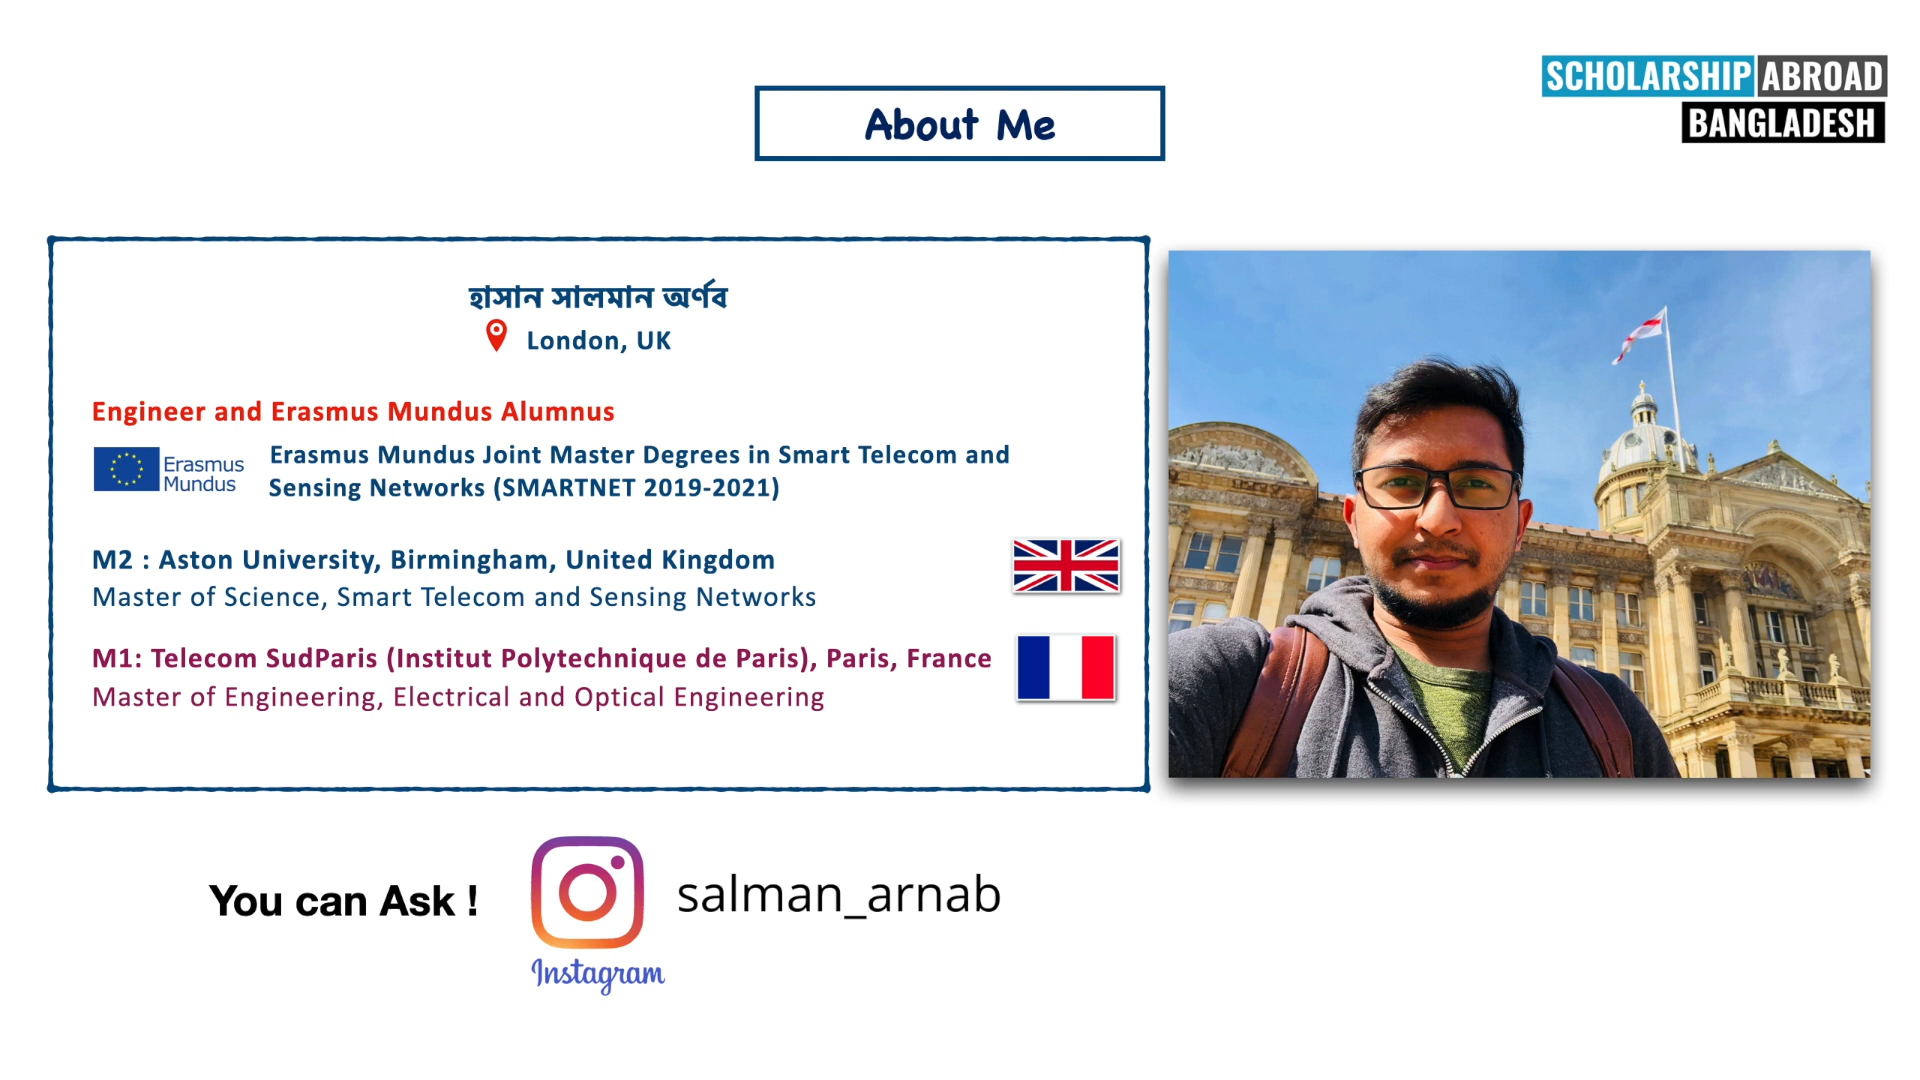 SCHOLARSHIP ABROAD
BANGLADESH
About Me
হাসান সালমান অর্ণব
London, UK
Engineer and Erasmus Mundus Alumnus
Erasmus
Mundus
Erasmus Mundus Joint Master Degrees in Smart Telecom and
Sensing Networks (SMARTNET 2019-2021)
M2 : Aston University, Birmingham, United Kingdom
Master of Science, Smart Telecom and Sensing Networks
M1: Telecom SudParis (Institut Polytechnique de Paris), Paris, France
Master of Engineering, Electrical and Optical Engineering
You can Ask !
salman_arnab
Instagram